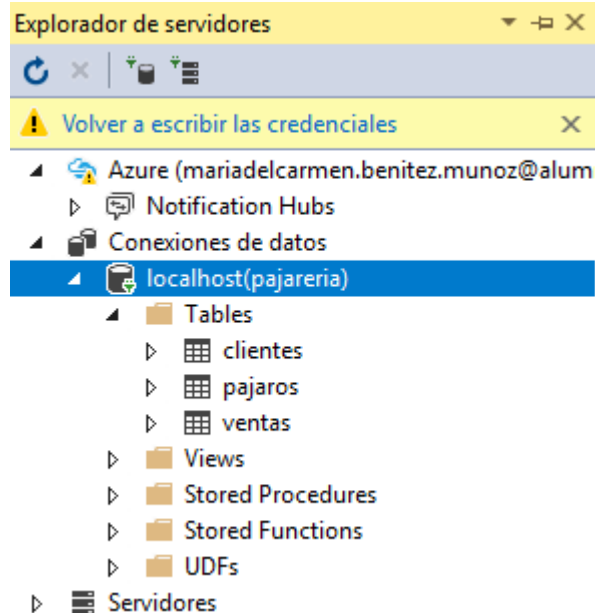 Explorador de servidores
Volver a escribir las credenciales
Azure (mariadelcarmen.benitez.munoz@alum
Notification Hubs
Conexiones de datos
localhost(pajareria)
Tables
clientes
pajaros
ventas
Views
Stored Procedures
Stored Functions
UDFs
Servidores